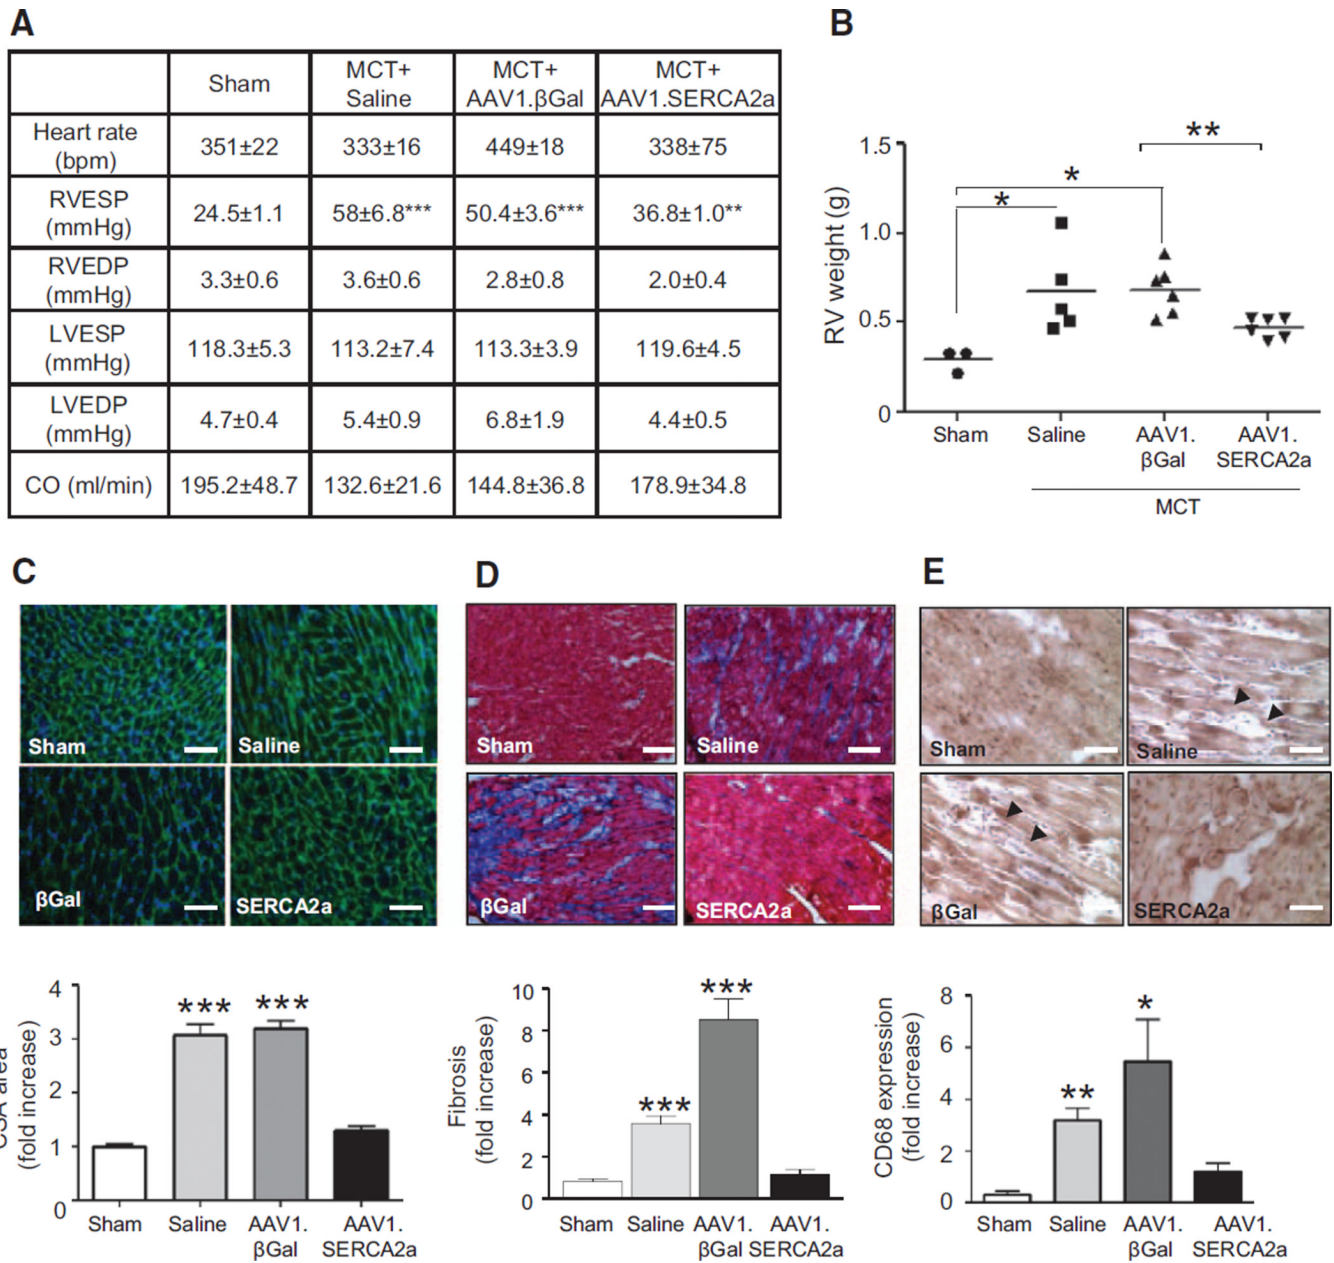 A
Sham
MCT+ Saline
MCT+ AAV1.βGal
MCT+ AAV1.SERCA2a
Heart rate (bpm)
351±22
333±16
449±18
338±75
RVESP (mmHg)
24.5±1.1
58±6.8***
50.4±3.6***
36.8±1.0**
RVEDP (mmHg)
3.3±0.6
3.6±0.6
2.8±0.8
2.0±0.4
LVESP (mmHg)
118.3±5.3
113.2±7.4
113.3±3.9
119.6±4.5
LVEDP (mmHg)
4.7±0.4
5.4±0.9
6.8±1.9
4.4±0.5
CO (ml/min)
195.2±48.7
132.6±21.6
144.8±36.8
178.9±34.8
B
RV weight (g)
1.5
1.0
0.5
0
*
*
**
Sham
Saline
AAV1.
βGal
AAV1.
SERCA2a
MCT
C
Sham
Saline
βGal
SERCA2a
area
(fold increase)
4
3
2
1
0
***
***
Sham
Saline
AAV1.
βGal
AAV1.
SERCA2a
D
Sham
Saline
βGal
SERCA2a
Fibrosis
(fold increase)
10
8
6
4
2
0
***
***
Sham
Saline
AAV1.
βGal
AAV1.
SERCA2a
E
Sham
Saline
βGal
SERCA2a
CD68 expression
(fold increase)
8
6
4
2
0
**
*
Sham
Saline
AAV1.
βGal
AAV1.
SERCA2a